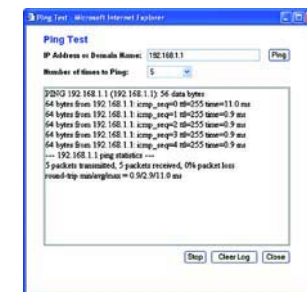 Ping Test - Microsoft Internet Explorer
Ping Test
IP Address or Domain Name: 192.168.1.1 Ping
Number of times to Ping: 5
PING 192.168.1.1 (192.168.1.1): 56 data bytes
64 bytes from 192.168.1.1: icmp_seq=0 ttl=255 time=11.0 ms
64 bytes from 192.168.1.1: icmp_seq=1 ttl=255 time=0.9 ms
64 bytes from 192.168.1.1: icmp_seq=2 ttl=255 time=0.9 ms
64 bytes from 192.168.1.1: icmp_seq=3 ttl=255 time=0.9 ms
64 bytes from 192.168.1.1: icmp_seq=4 ttl=255 time=0.9 ms
--- 192.168.1.1 ping statistics ---
5 packets transmitted, 5 packets received, 0% packet loss
round-trip min/avg/max = 0.9/2.9/11.0 ms
Stop Clear Log Close